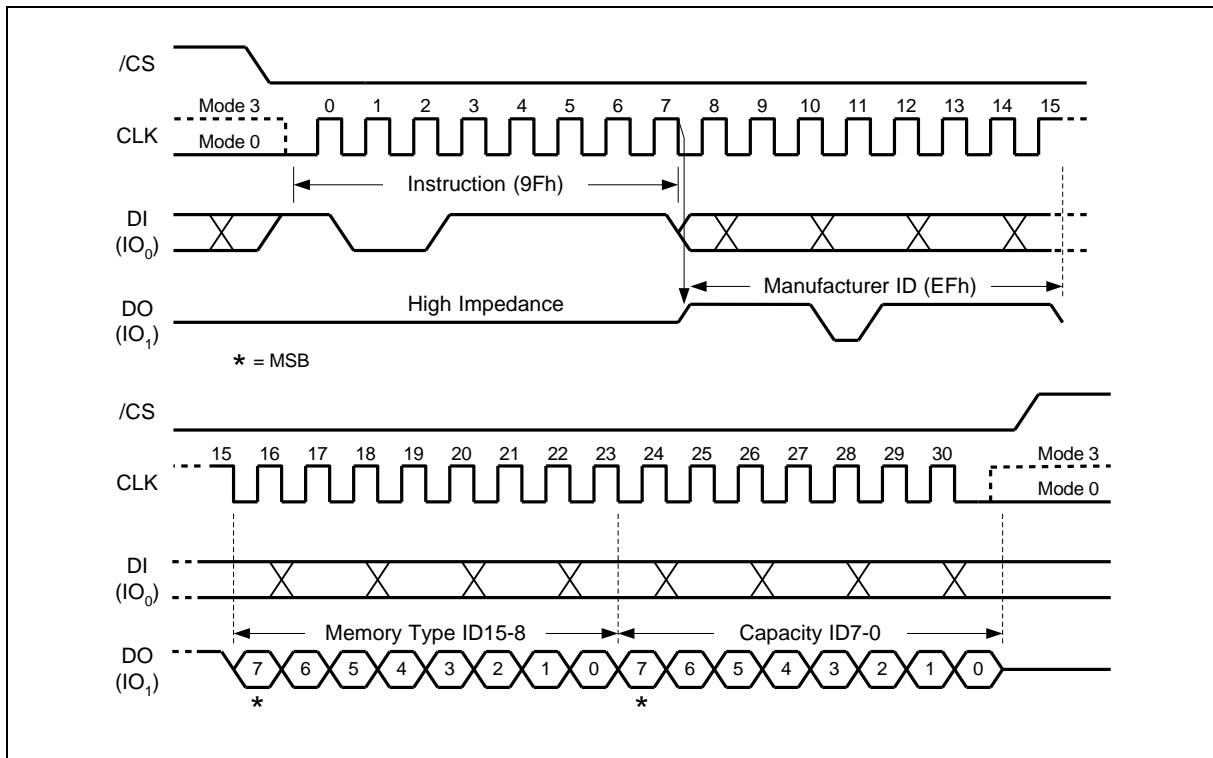 /CS
Mode 3 0 1 2 3 4 5 6 7 8 9 10 11 12 13 14 15
CLK Mode 0
Instruction (9Fh)
DI
(IO0)
Manufacturer ID (EFh)
High Impedance
DO
(IO1)
* = MSB
/CS
15 16 17 18 19 20 21 22 23 24 25 26 27 28 29 30 Mode 3
CLK Mode 0
DI
(IO0)
Memory Type ID15-8 Capacity ID7-0
DO 7 6 5 4 3 2 1 0 7 6 5 4 3 2 1 0
(IO1)
* *